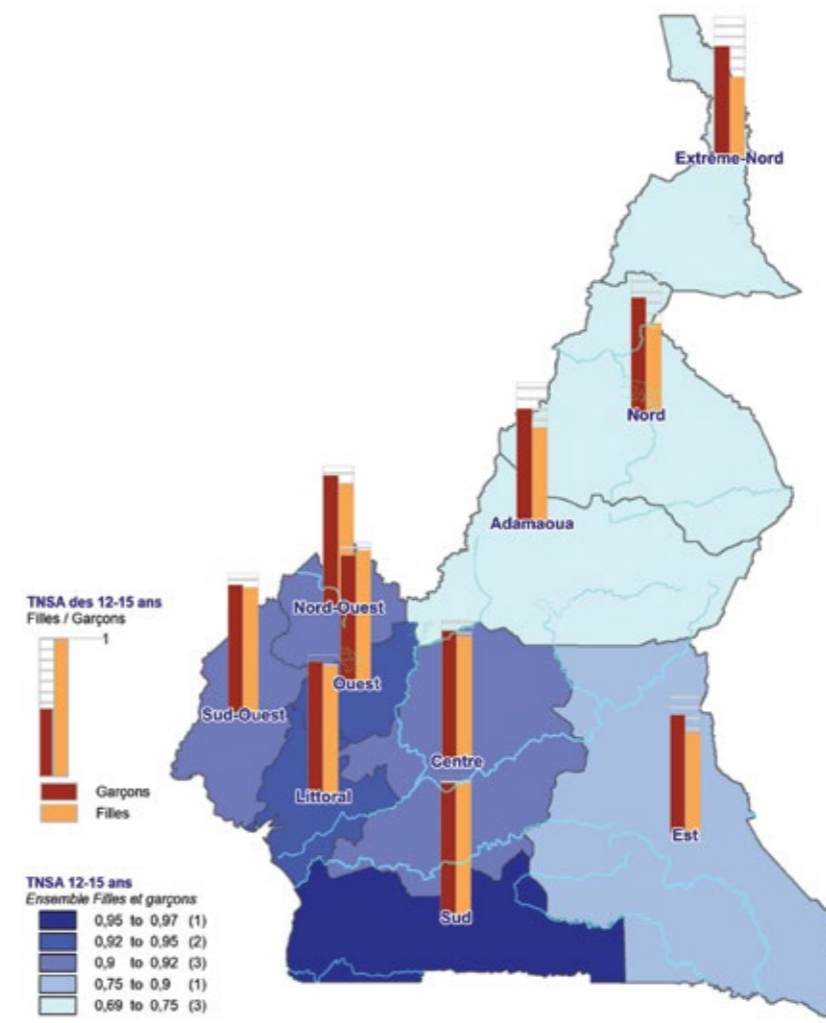 Extrême-Nord
Nord
Adamaoua
Nord-Ouest
Ouest
Sud-Ouest
Centre
Littoral
Est
Sud
TNSA des 12-15 ans
Filles / Garçons
1
Garçons
Filles
TNSA 12-15 ans
Ensemble Filles et garçons
0,95 to 0,97 (1)
0,92 to 0,95 (2)
0,9 to 0,92 (3)
0,75 to 0,9 (1)
0,69 to 0,75 (3)